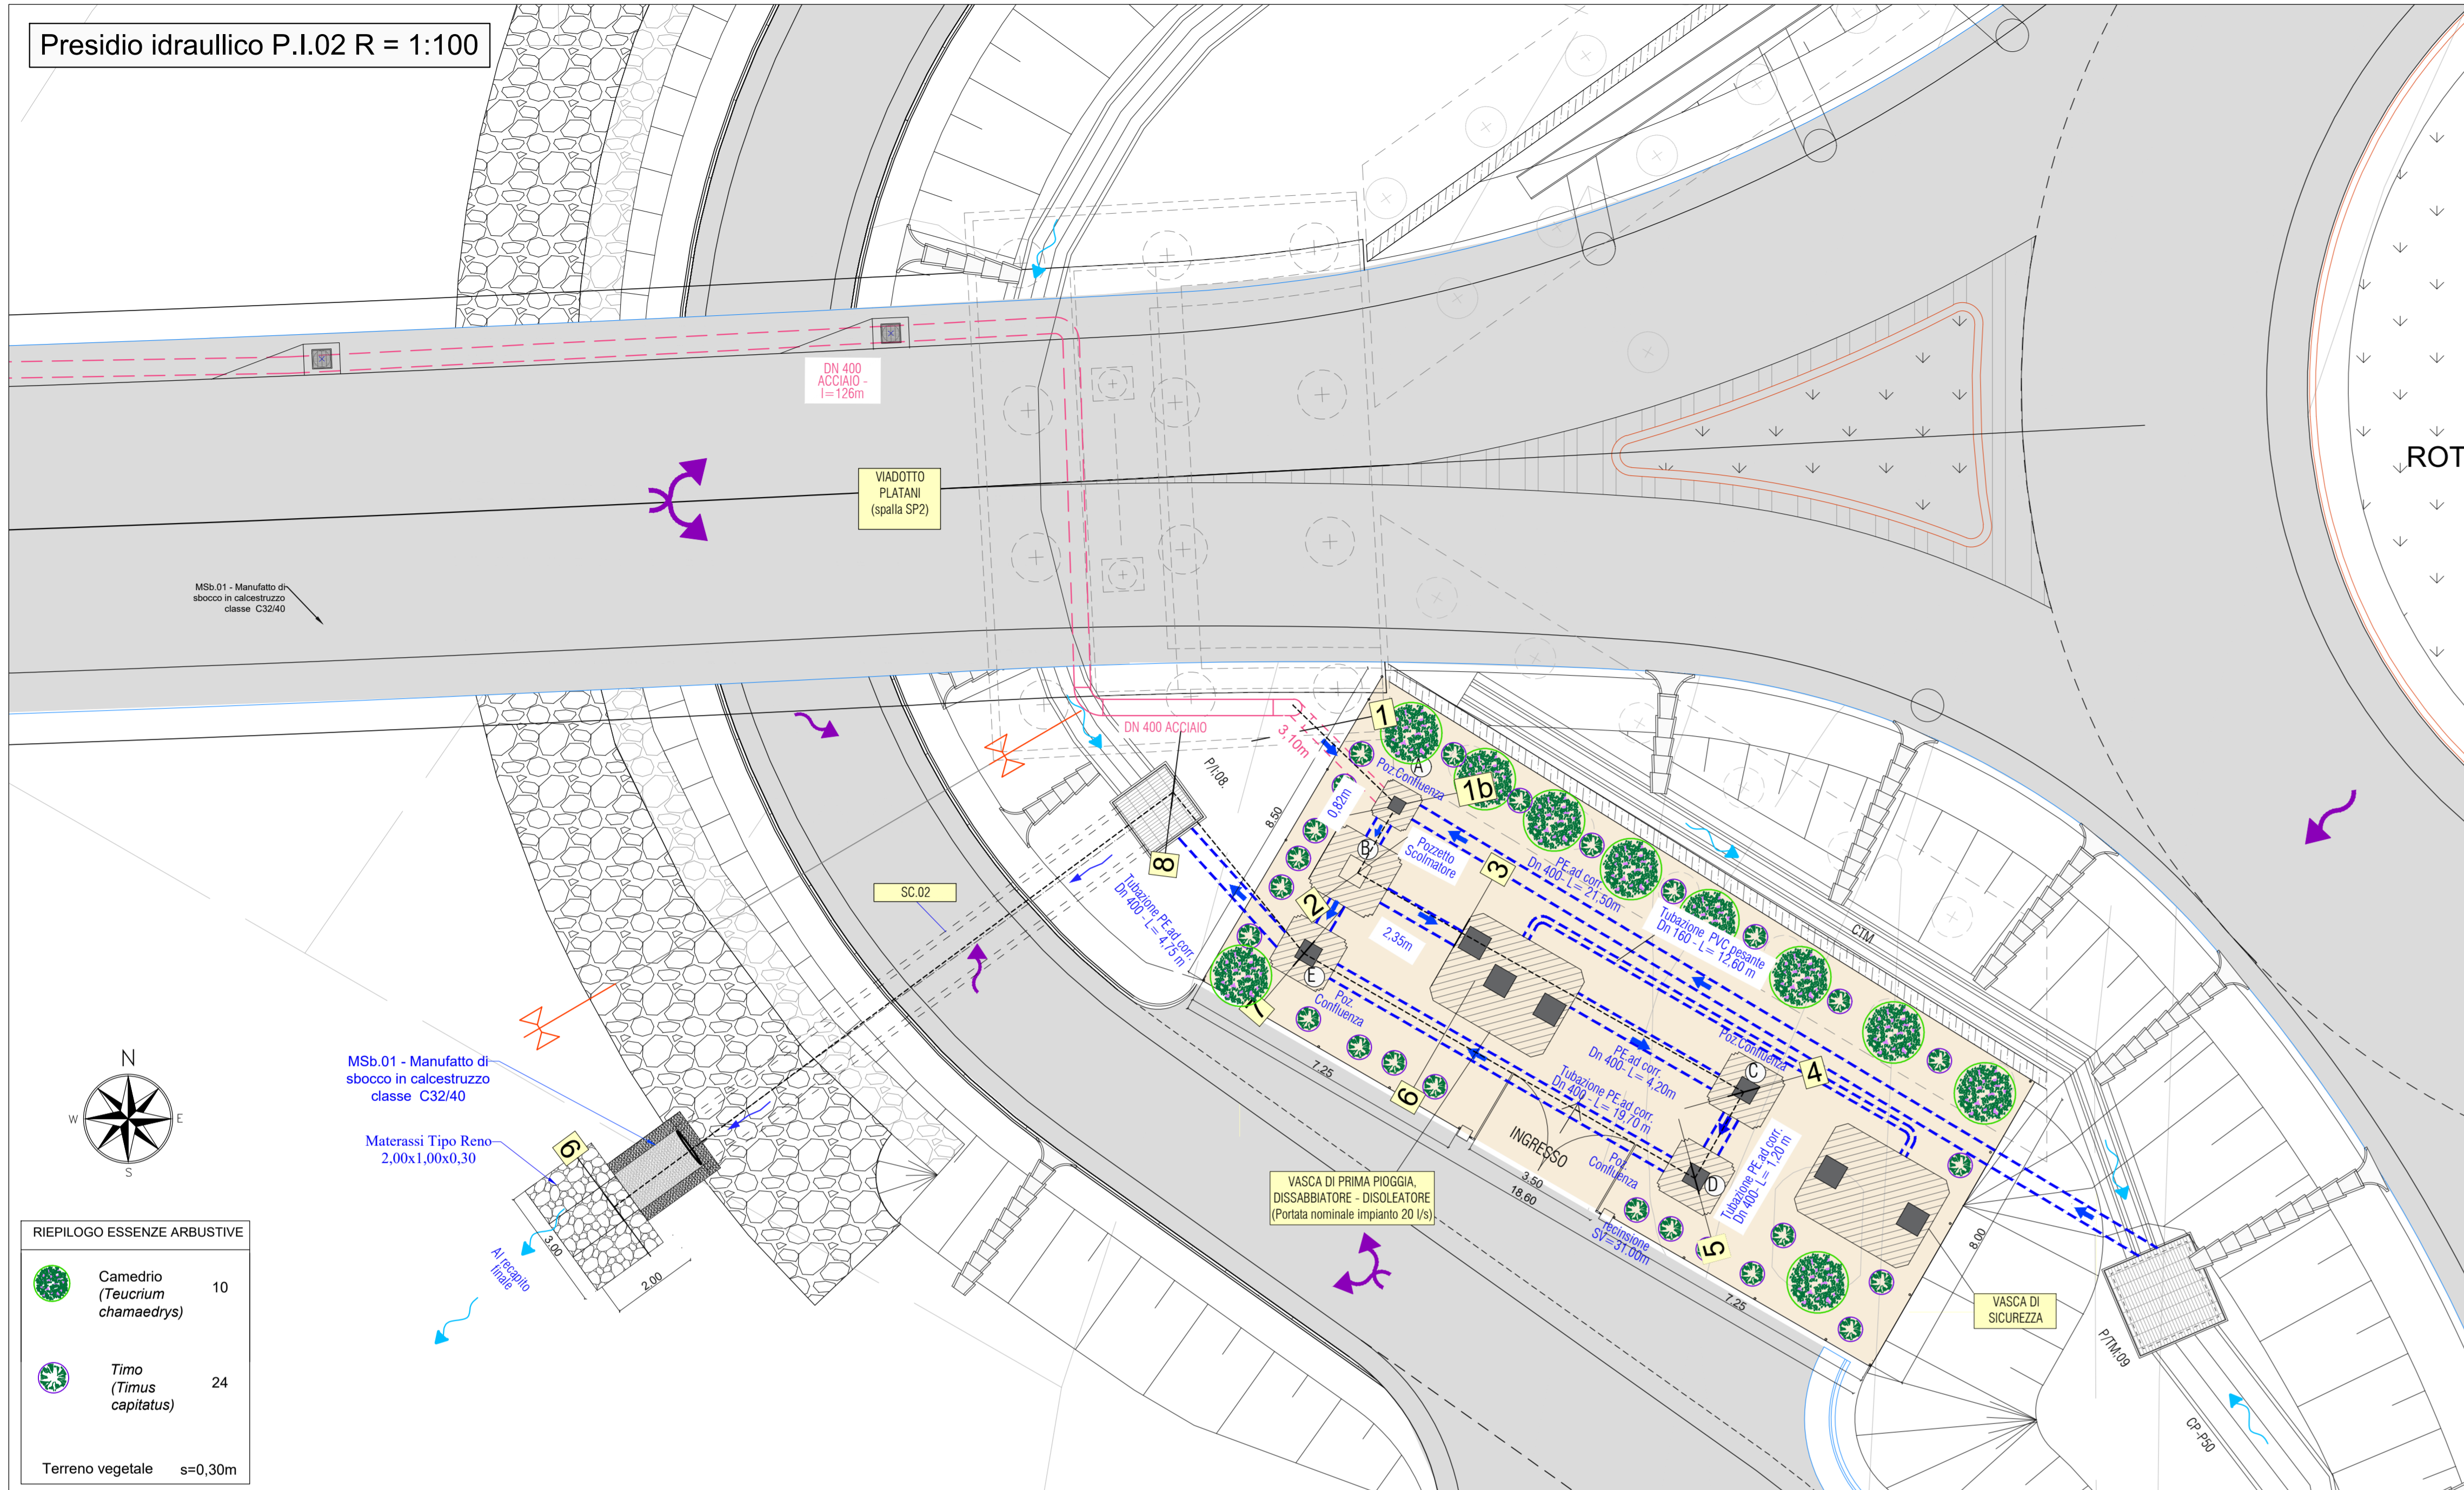 Presidio idraullico P.I.02 R = 1:100
DN 400
ACCIAIO -
l=126m
VIADOTTO
PLATANI
(spalla SP2)
ROT
MSb.01 - Manufatto di
sbocco in calcestruzzo
classe C32/40
DN 400 ACCIAIO
3,10m
P/I.08.
8.50
1
A
Poz.Confluenza
1b
0,82m
B
Pozzetto
Scolmatore
8
Tubazione PE.ad corr.
Dn 400 - L= 4,75 m
2
3
PE.ad corr.
Dn 400- L= 21,50m
Tubazione PVC pesante
Dn 160 - L= 12,60 m
CTM
2,35m
SC.02
E
7
Poz.
Confluenza
PE.ad corr.
Dn 400- L= 4,20m
Poz.Confluenza
C
4
Tubazione PE.ad corr.
Dn 400 - L= 19,70 m
7.25
6
INGRESSO
Poz.
Confluenza
D
Tubazione PE.ad corr.
Dn 400- L= 1,20 m
3.50
18.60
recinsione
SV=31.00m
5
8.00
7.25
VASCA DI PRIMA PIOGGIA,
DISSABBIATORE - DISOLEATORE
(Portata nominale impianto 20 l/s)
VASCA DI
SICUREZZA
P/TM.09
CP-P50
N
W
E
S
MSb.01 - Manufatto di
sbocco in calcestruzzo
classe C32/40
Materassi Tipo Reno
2,00x1,00x0,30
9
3.00
2.00
Al recapito
finale
RIEPILOGO ESSENZE ARBUSTIVE
Camedrio
(Teucrium
chamaedrys)
10
Timo
(Timus
capitatus)
24
Terreno vegetale s=0,30m